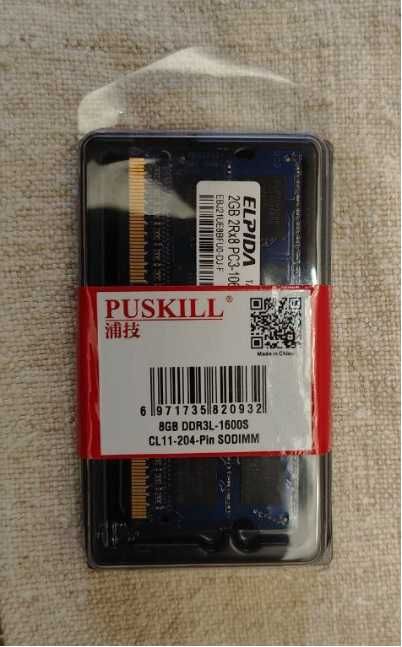 ELPIDA
2GB 2Rx8 PC3-106
EBJ21UE8BFU0-DJ-F
PUSKILL®
浦技
Made in China
6 971735 820932
8GB DDR3L-1600S
CL11-204-Pin SODIMM